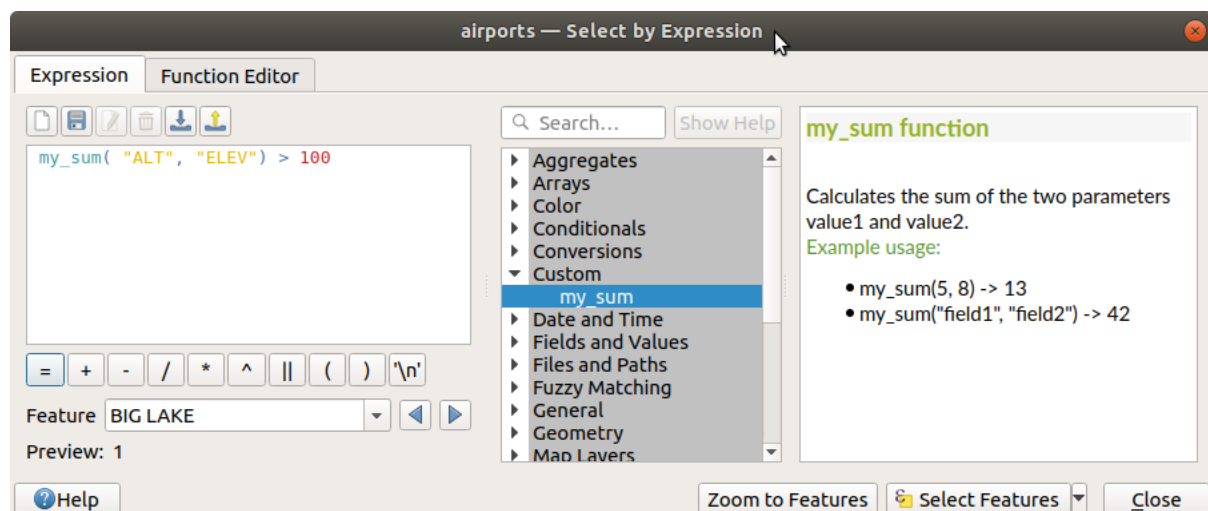 airports — Select by Expression
Expression
Function Editor
Search...
Show Help
my_sum( "ALT", "ELEV") > 100
= + - / * ^ || ( ) '\n'
Feature BIG LAKE
Preview: 1
Aggregates
Arrays
Color
Conditionals
Conversions
Custom
my_sum
Date and Time
Fields and Values
Files and Paths
Fuzzy Matching
General
Geometry
Map Layers
my_sum function
Calculates the sum of the two parameters
value1 and value2.
Example usage:
● my_sum(5, 8) -> 13
● my_sum("field1", "field2") -> 42
?Help
Zoom to Features
ε Select Features
Close